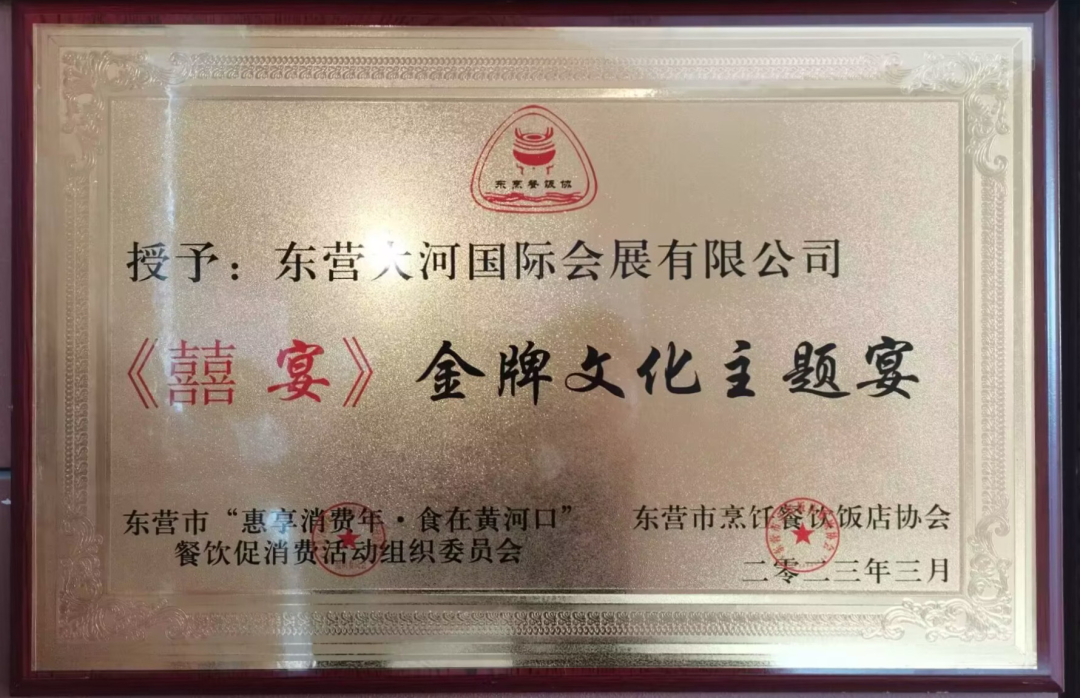 东烹餐饭协
授予：东营大河国际会展有限公司
《囍宴》金牌文化主题宴
东营市“惠享消费年·食在黄河口”
餐饮促消费活动组织委员会
东营市烹饪餐饮饭店协会
二零二三年三月